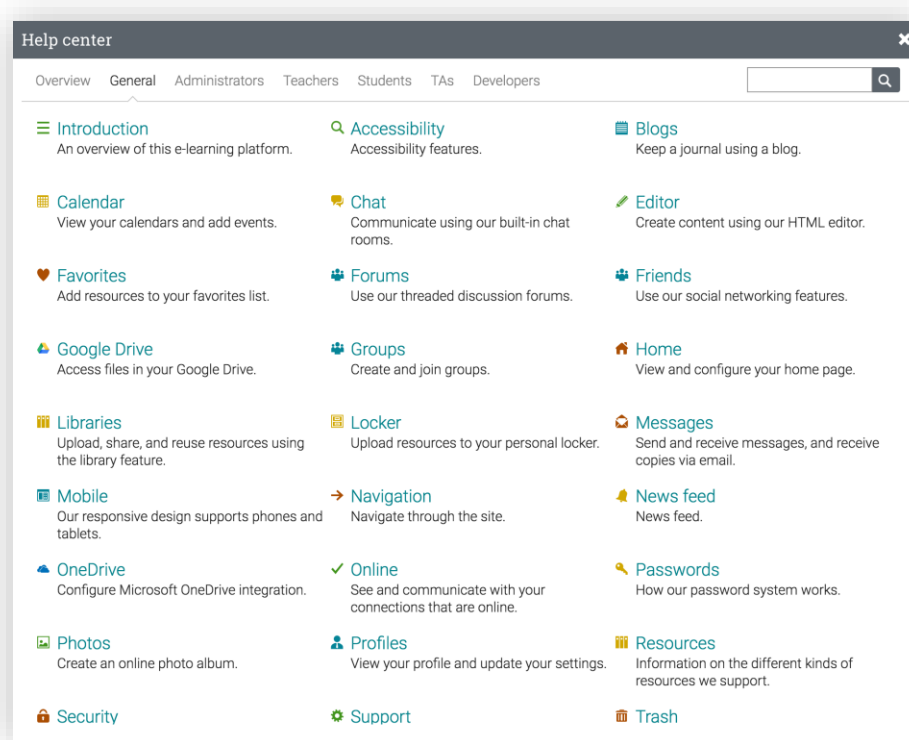 Help center
Overview General Administrators Teachers Students TAs Developers
Introduction
An overview of this e-learning platform.
Accessibility
Accessibility features.
Blogs
Keep a journal using a blog.
Calendar
View your calendars and add events.
Chat
Communicate using our built-in chat
rooms.
Editor
Create content using our HTML editor.
Favorites
Add resources to your favorites list.
Forums
Use our threaded discussion forums.
Friends
Use our social networking features.
Google Drive
Access files in your Google Drive.
Groups
Create and join groups.
Home
View and configure your home page.
Libraries
Upload, share, and reuse resources using
the library feature.
Locker
Upload resources to your personal locker.
Messages
Send and receive messages, and receive
copies via email.
Mobile
Our responsive design supports phones and
tablets.
Navigation
Navigate through the site.
News feed
News feed.
OneDrive
Configure Microsoft OneDrive integration.
Online
See and communicate with your
connections that are online.
Passwords
How our password system works.
Photos
Create an online photo album.
Profiles
View your profile and update your settings.
Resources
Information on the different kinds of
resources we support.
Security
Support
Trash